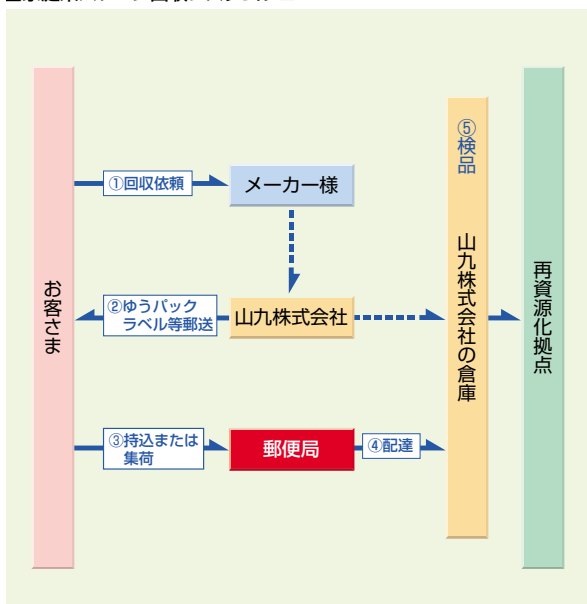 お客さま
①回収依頼
メーカー様
②ゆうパック
ラベル等郵送
山九株式会社
③持込または
集荷
郵便局
④配達
⑤検品
山九株式会社の倉庫
再資源化拠点